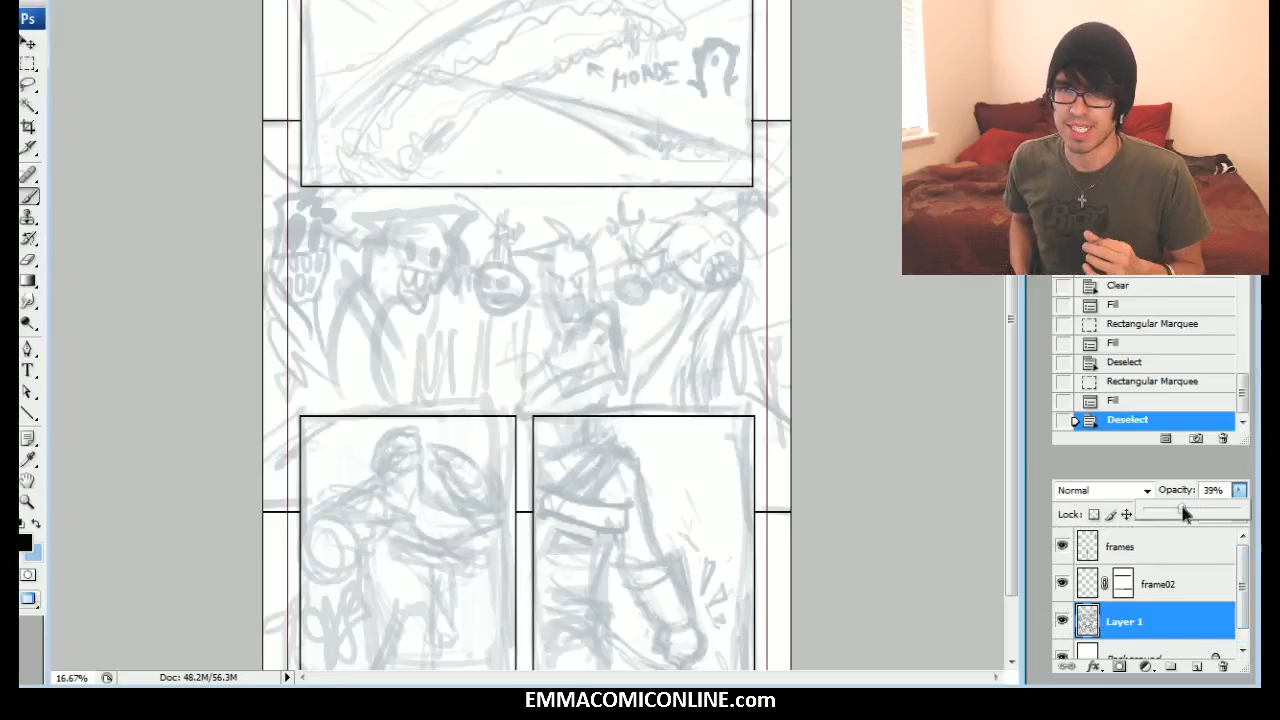 Ps
HORDE
Clear
Fill
Rectangular Marquee
Fill
Deselect
Rectangular Marquee
Fill
Deselect
Normal Opacity: 39%
Lock:
frames
frame02
Layer 1
T
16.67% Doc: 48.2M/56.3M
EMMACOMICONLINE.com